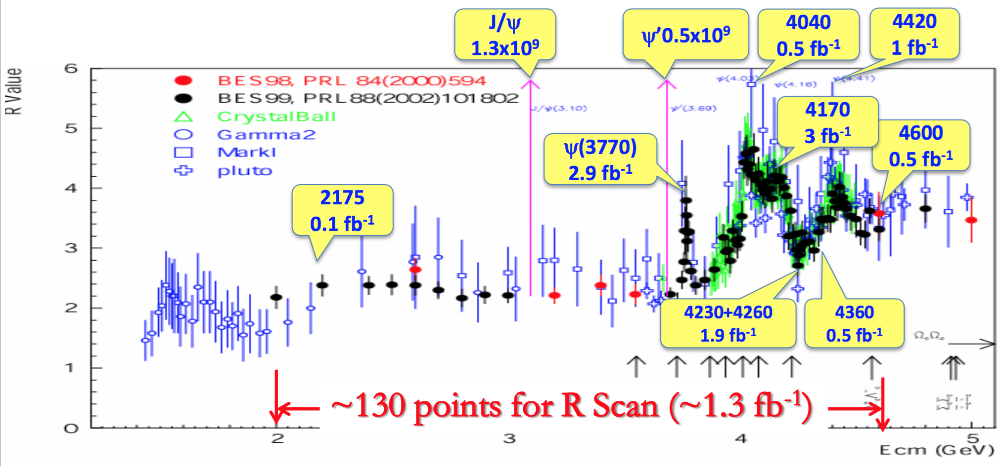 J/ψ
1.3x10⁹
ψ’0.5x10⁹
4040
0.5 fb⁻¹
4420
1 fb⁻¹
R Value
6
5
4
3
2
1
0
BES98, PRL 84(2000)594
BES99, PRL88(2002)101802
CrystalBall
Gamma2
MarkI
pluto
J/ψ(3.10)
ψ'(3.69)
ψ(4.16)
4170
3 fb⁻¹
4600
0.5 fb⁻¹
ψ(3770)
2.9 fb⁻¹
2175
0.1 fb⁻¹
4230+4260
1.9 fb⁻¹
4360
0.5 fb⁻¹
~130 points for R Scan (~1.3 fb⁻¹)
2
3
4
5
Ecm (GeV)